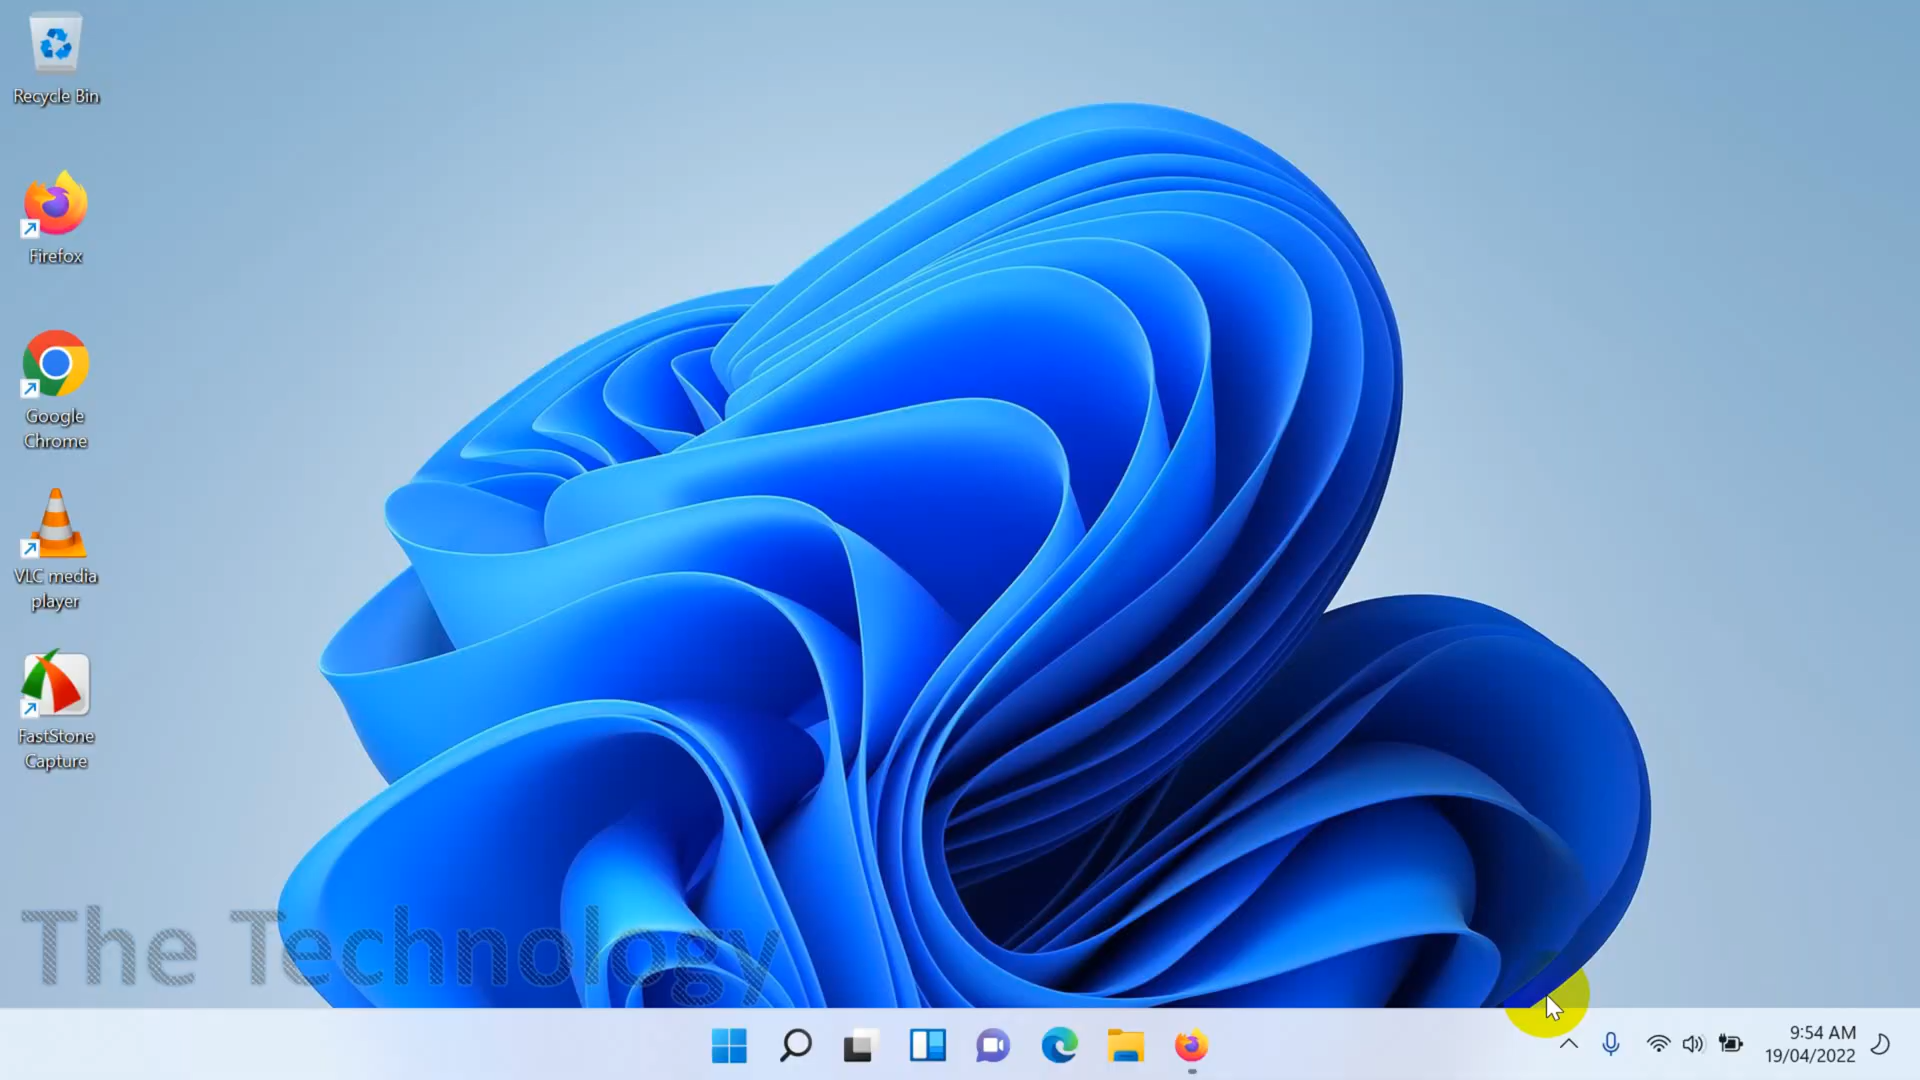 Recycle Bin
Firefox
Google
Chrome
VLC media
player
FastStone
Capture
The Technology
9:54 AM
19/04/2022